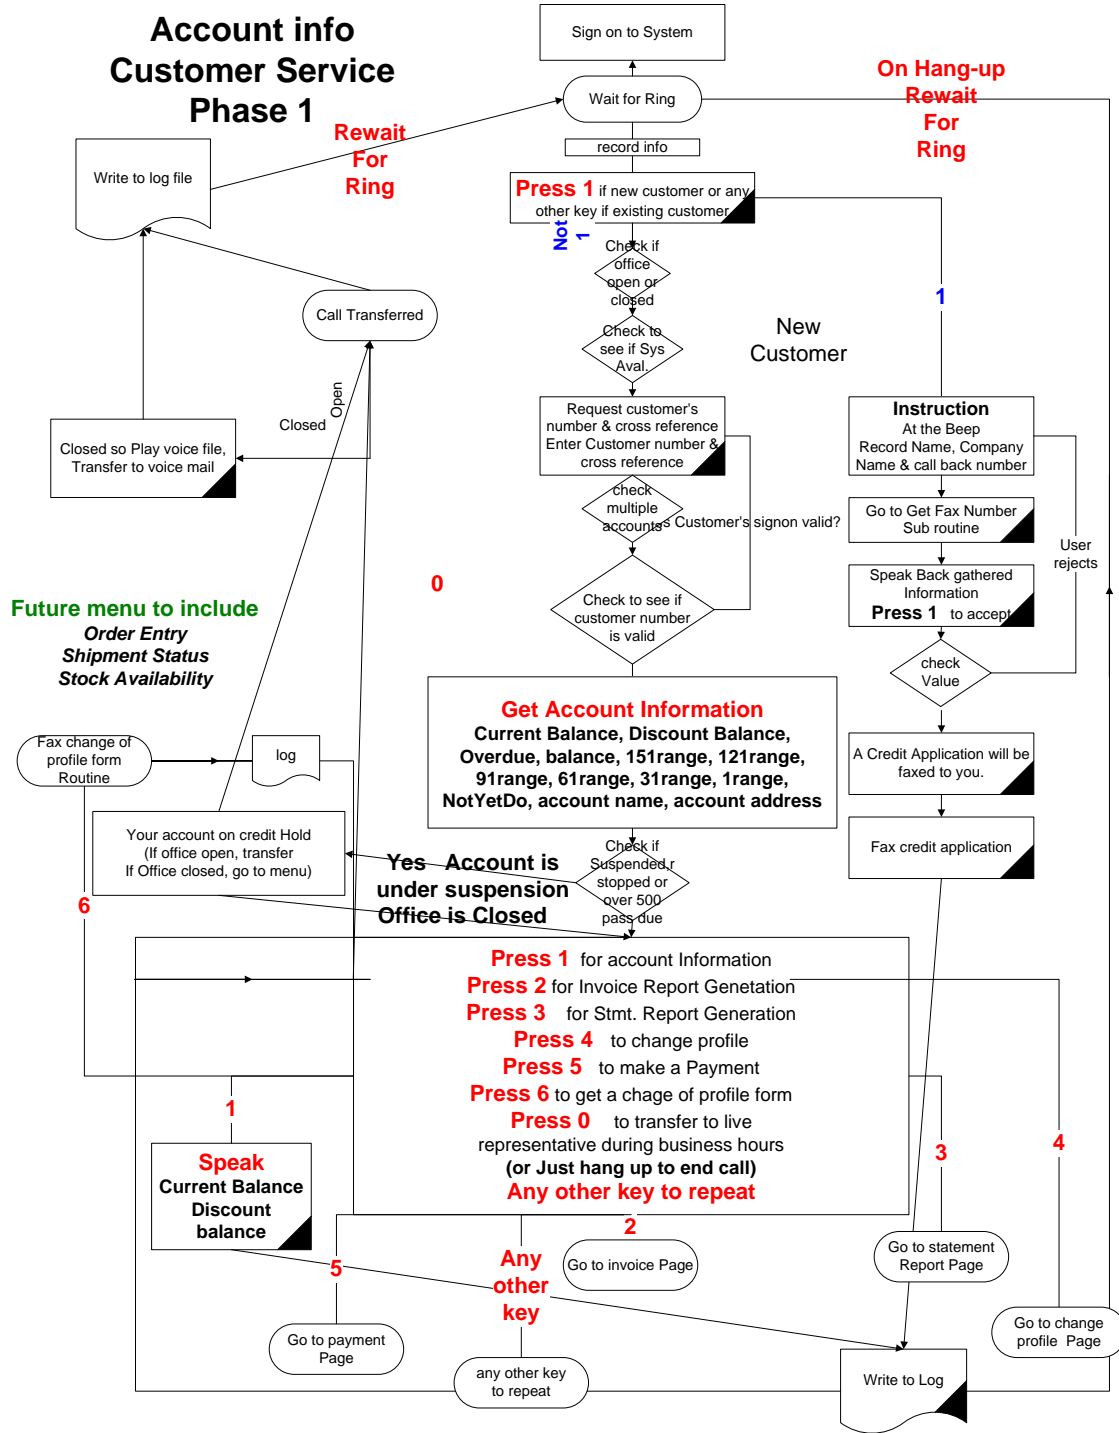 Account info
Customer Service
Phase 1
Sign on to System
Wait for Ring
On Hang-up
Rewait
For
Ring
Rewait
For
Ring
record info
Write to log file
Press 1 if new customer or any
other key if existing customer
Not
1
Check if
office
open or
closed
1
Call Transferred
New
Customer
Check to
see if Sys
Aval.
Open
Closed
Request customer's
number & cross reference
Enter Customer number &
cross reference
Instruction
At the Beep
Record Name, Company
Name & call back number
Closed so Play voice file,
Transfer to voice mail
check
multiple
accounts
s Customer's signon valid?
Go to Get Fax Number
Sub routine
User
rejects
0
Speak Back gathered
Information
Press 1 to accept
Check to see if
customer number
is valid
Future menu to include
Order Entry
Shipment Status
Stock Availability
check
Value
Get Account Information
Current Balance, Discount Balance,
Overdue, balance, 151range, 121range,
91range, 61range, 31range, 1range,
NotYetDo, account name, account address
Fax change of
profile form
Routine
log
A Credit Application will be
faxed to you.
Your account on credit Hold
(If office open, transfer
If Office closed, go to menu)
Yes Account is
under suspension
Office is Closed
Check if
Suspended,r
stopped or
over 500
pass due
Fax credit application
6
Press 1 for account Information
Press 2 for Invoice Report Genetation
Press 3 for Stmt. Report Generation
Press 4 to change profile
Press 5 to make a Payment
Press 6 to get a chage of profile form
Press 0 to transfer to live
representative during business hours
(or Just hang up to end call)
Any other key to repeat
1
3
4
Speak
Current Balance
Discount
balance
2
5
Any
other
key
Go to invoice Page
Go to statement
Report Page
Go to payment
Page
Go to change
profile Page
any other key
to repeat
Write to Log